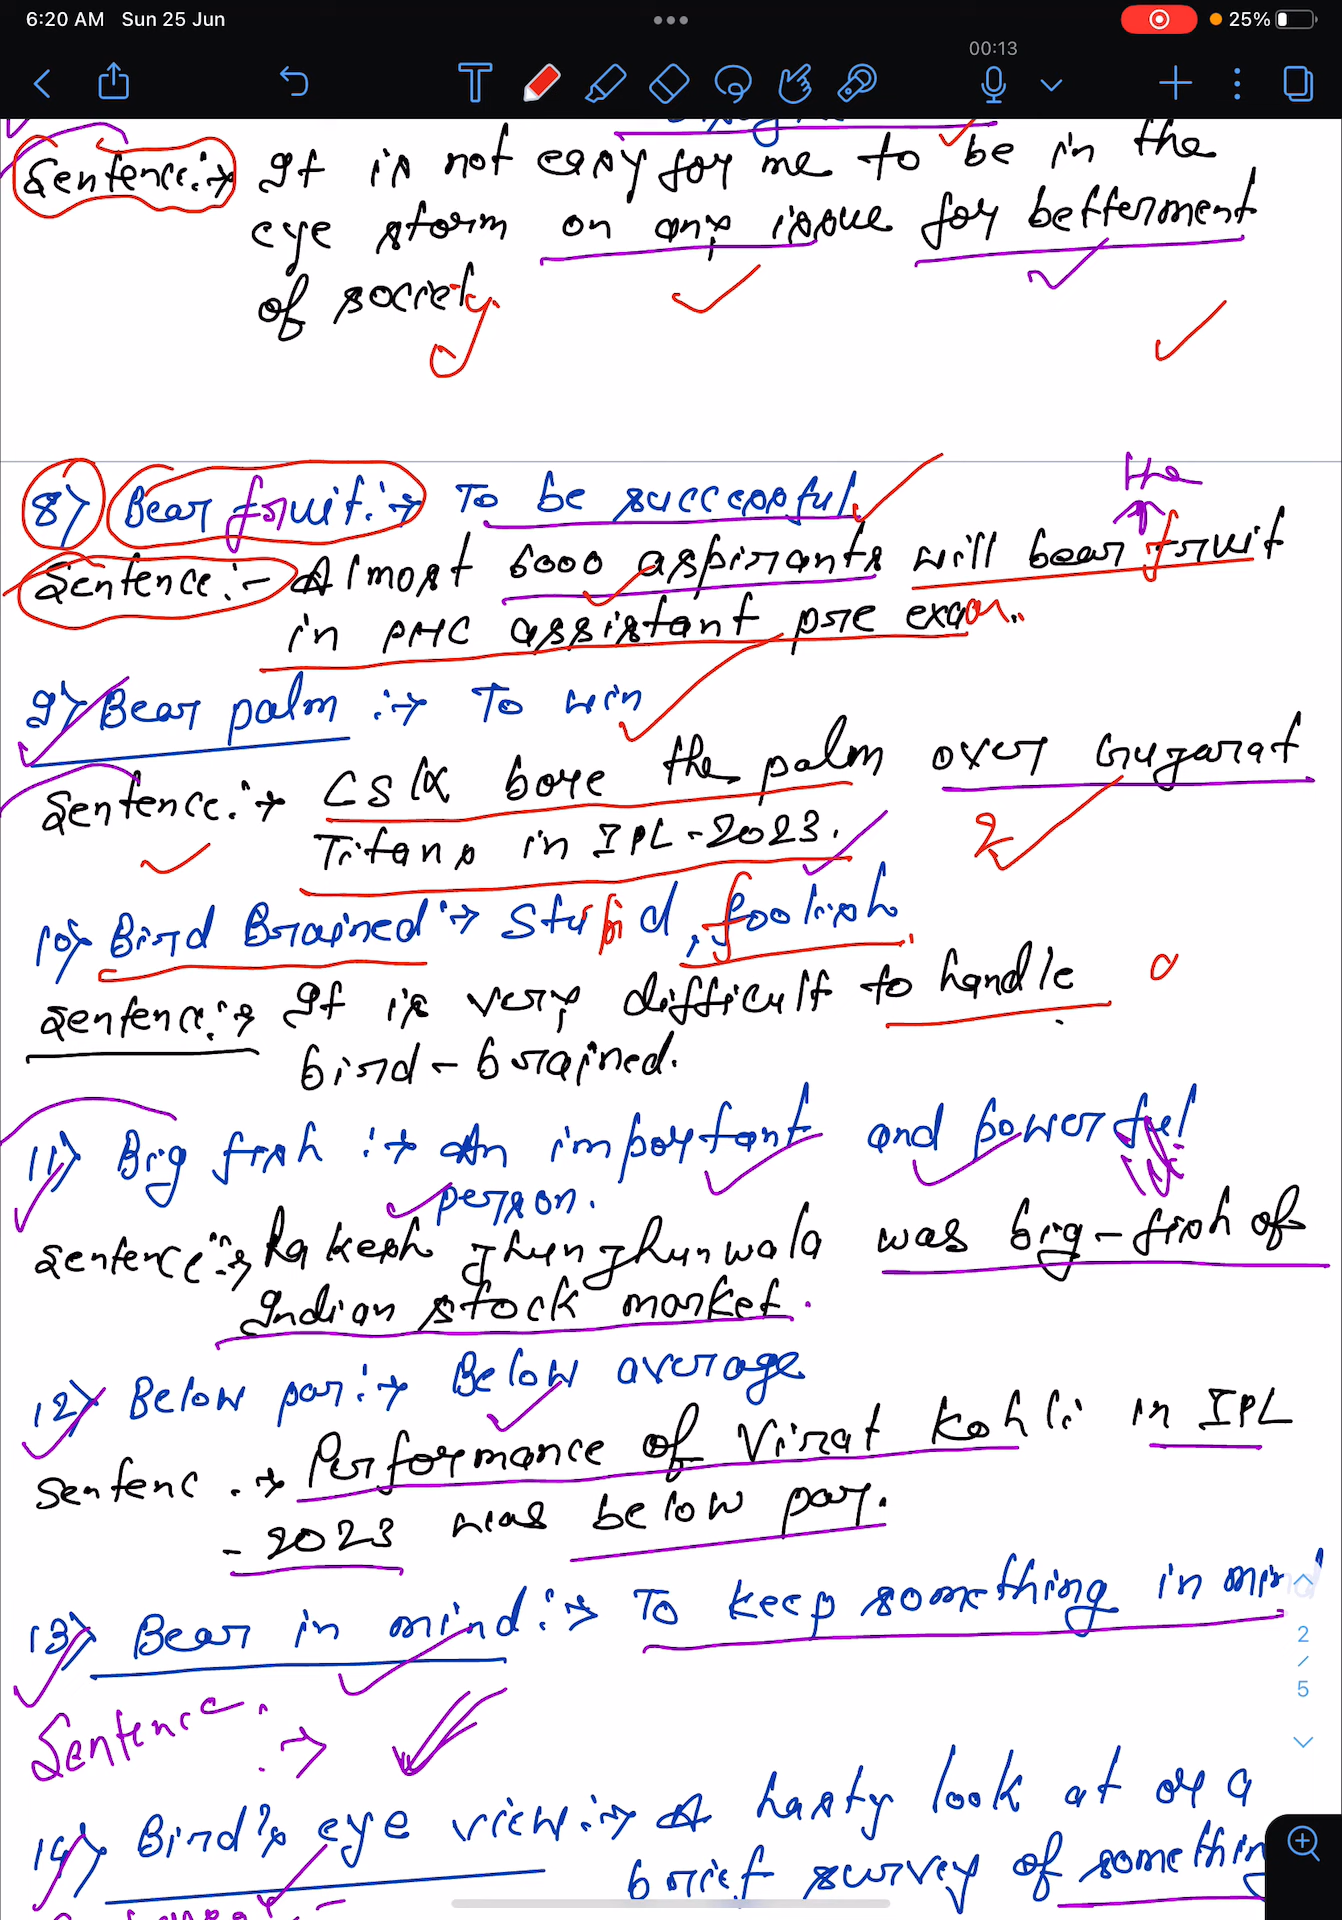 6:20 AM Sun 25 Jun
25%
00:13
Sentence:→ It is not easy for me to be in the
eye storm on any issue for betterment
of society.
the
8) Bear fruit:→ To be successful
Sentence:- Almost 6000 aspirants will bear fruit
in PHC assistant pre exam.
9) Bear palm :→ To win
Sentence:→ CSK bore the palm over Gujarat
Titans in IPL-2023.
10) Bird Brained:→ Stupid, foolish
Sentence:→ It is very difficult to handle a
bird-brained.
11) Big fish :→ An important and powerful
person.
Sentence:→ Rakesh Jhunjhunwala was big-fish of
Indian stock market.
12) Below par:→ Below average
Sentenc .→ Performance of Virat Kohli in IPL
-2023 was below par.
13) Bear in mind:→ To keep something in mind
2
/
5
Sentence:→
14) Bird's eye view:→ A hasty look at or a
brief survey of something